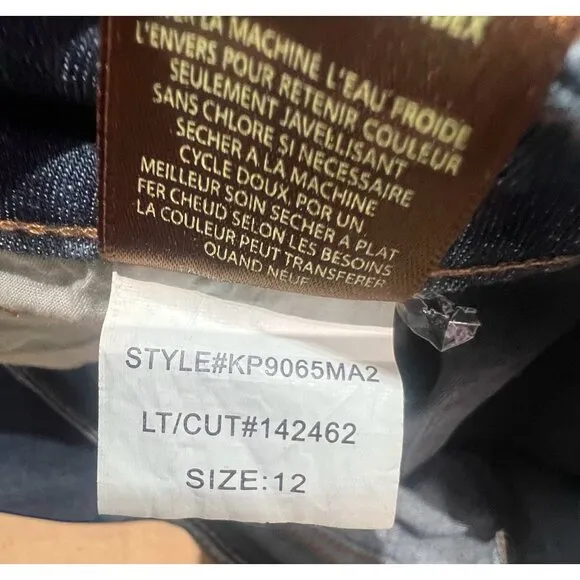 LA MACHINE L'EAU FROIDE
L'ENVERS POUR RETENIR COULEUR
SEULEMENT JAVELLISANT
SANS CHLORE SI NECESSAIRE
SECHER A LA MACHINE
CYCLE DOUX, POR UN
MEILLEUR SOIN SECHER A PLAT
FER CHEUD SELON LES BESOINS
LA COULEUR PEUT TRANSFERER
QUAND NEUF
STYLE#KP9065MA2
LT/CUT#142462
SIZE:12